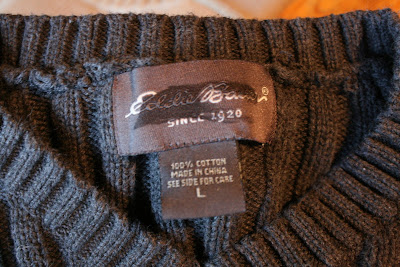 Eddie Bauer®
SINCE 1920
100% COTTON
MADE IN CHINA
SEE SIDE FOR CARE
L